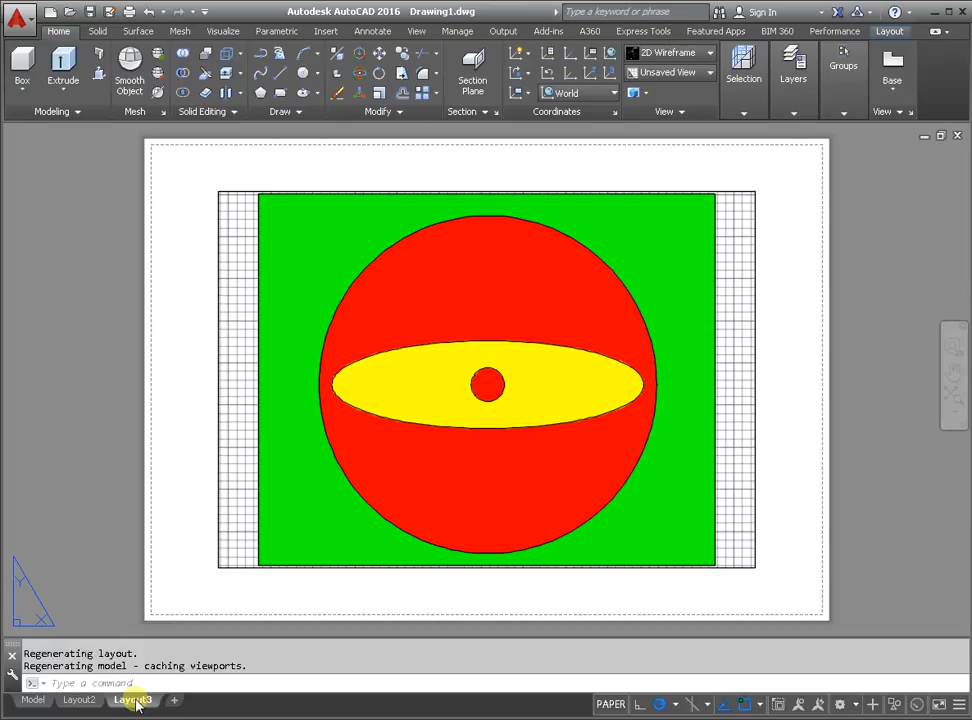 Autodesk AutoCAD 2016 Drawing1.dwg
Type a keyword or phrase
Sign In
Home Solid Surface Mesh Visualize Parametric Insert Annotate View Manage Output Add-ins A360 Express Tools Featured Apps BIM 360 Performance Layout
Box
Extrude
Smooth
Object
Section
Plane
2D Wireframe
Unsaved View
World
Selection
Layers
Groups
Base
Modeling
Mesh
Solid Editing
Draw
Modify
Section
Coordinates
View
View
Y
X
Regenerating layout.
Regenerating model - caching viewports.
Type a command
Model Layout2 Layout3
PAPER